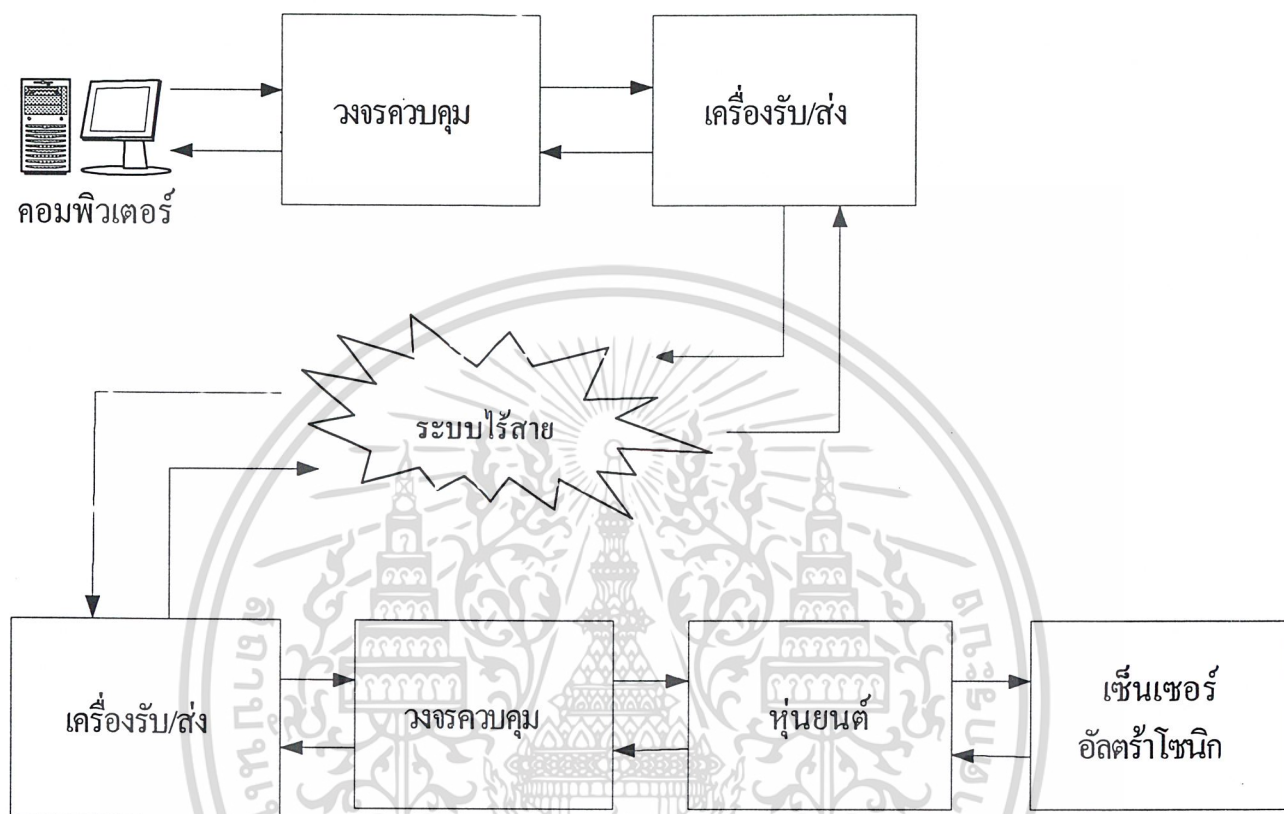 วงจรควบคุม
เครื่องรับ/ส่ง
คอมพิวเตอร์
ระบบไร้สาย
เครื่องรับ/ส่ง
วงจรควบคุม
หุ่นยนต์
เซ็นเซอร์
อัลตร้าโซนิก